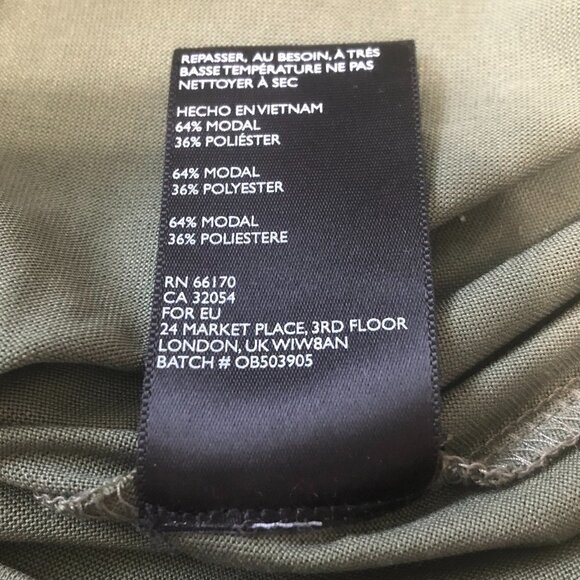 REPASSER, AU BESOIN, À TRÈS
BASSE TEMPÉRATURE NE PAS
NETTOYER À SEC
HECHO EN VIETNAM
64% MODAL
36% POLIÉSTER
64% MODAL
36% POLYESTER
64% MODAL
36% POLIESTERE
RN 66170
CA 32054
FOR EU
24 MARKET PLACE, 3RD FLOOR
LONDON, UK W1W8AN
BATCH # OB503905